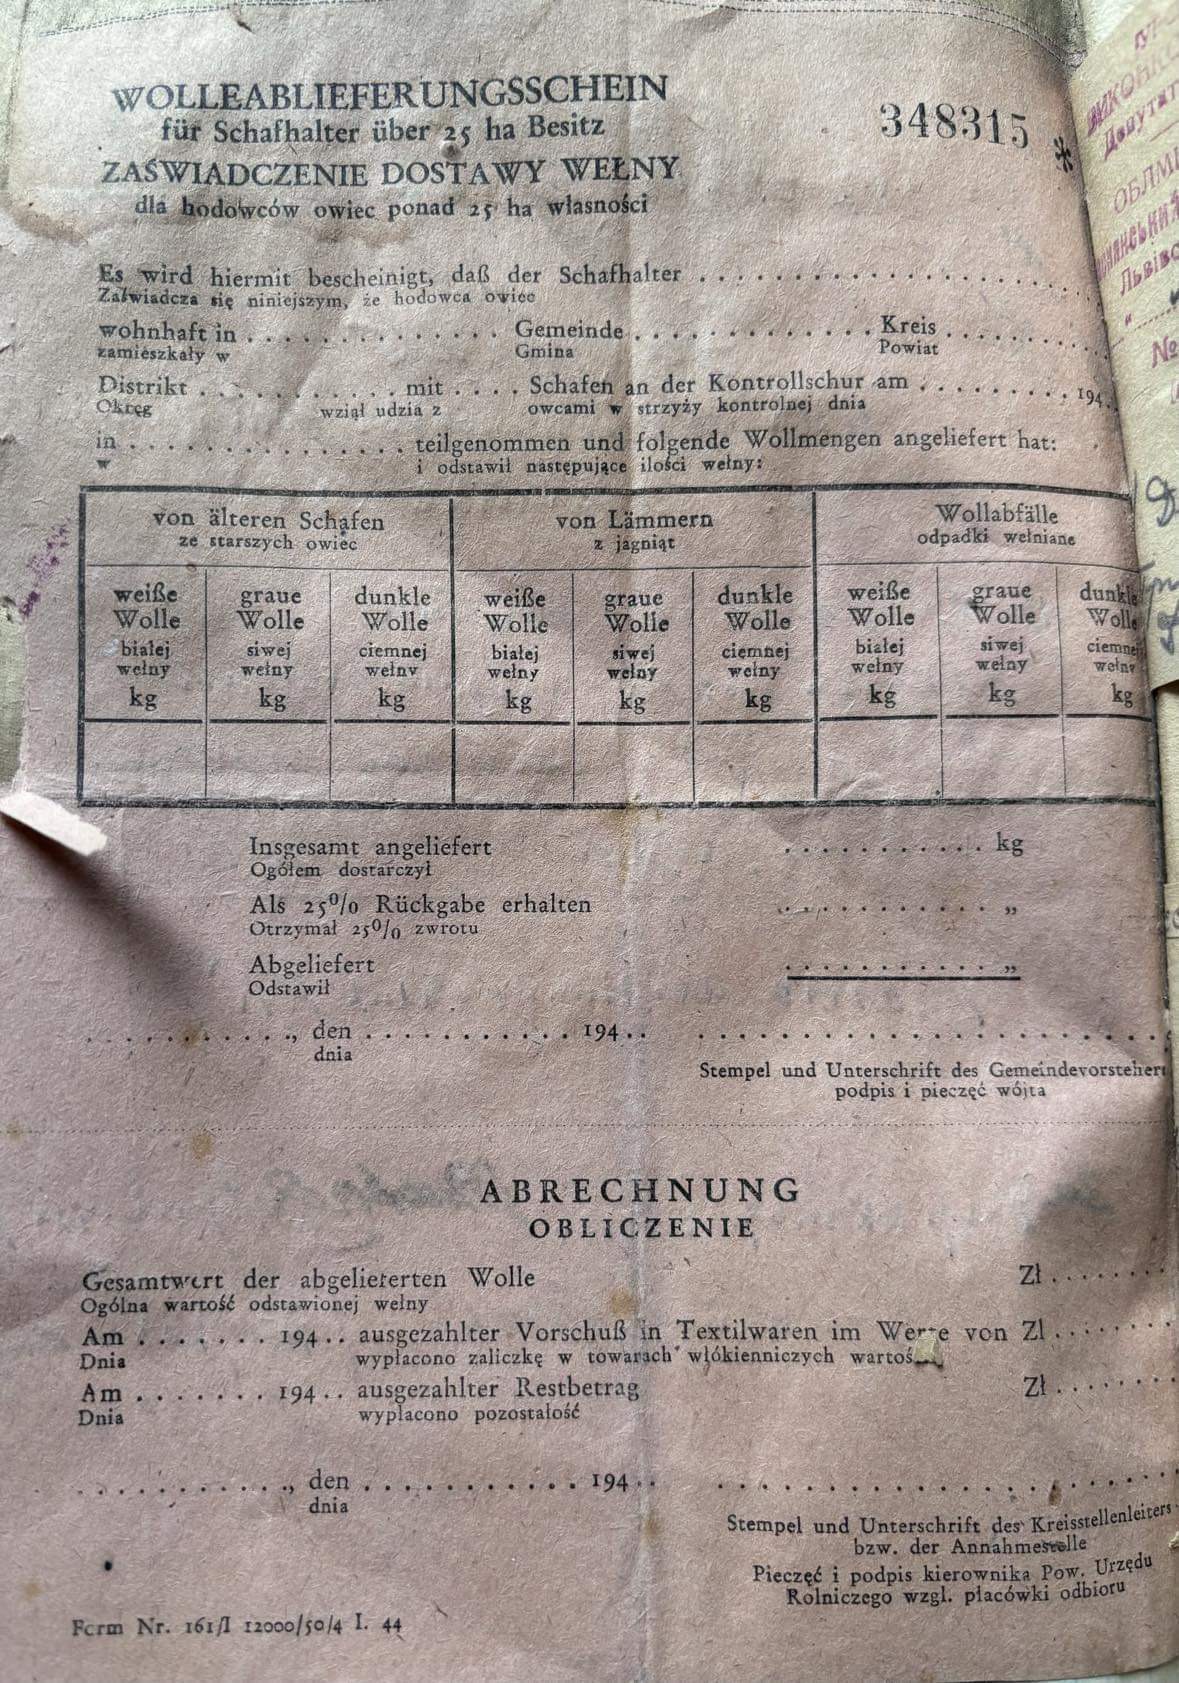 WOLLEABLIEFERUNGSSCHEIN
für Schafhalter über 25 ha Besitz
348315 *
ZAŚWIADCZENIE DOSTAWY WEŁNY
dla hodowców owiec ponad 25 ha własności
Es wird hiermit bescheinigt, daß der Schafhalter . . . . . . . . . . . . . . . . . . . .
Zaświadcza się niniejszym, że hodowca owiec
wohnhaft in . . . . . . . . . . . . . Gemeinde . . . . . . . . . . . . . Kreis . . . . . . . . .
zamieszkały w Gmina Powiat
Distrikt . . . . . . . . . . . mit . . . . Schafen an der Kontrollschur am . . . . . . . . . 194. .
Okręg wziął udzia z owcami w strzyży kontrolnej dnia
in . . . . . . . . . . . . . . . teilgenommen und folgende Wollmengen angeliefert hat:
w i odstawił następujące ilości wełny:
von älteren Schafen von Lämmern Wollabfälle
ze starszych owiec z jagniąt odpadki wełniane
weiße graue dunkle weiße graue dunkle weiße graue dunkle
Wolle Wolle Wolle Wolle Wolle Wolle Wolle Wolle Wolle
białej siwej ciemnej białej siwej ciemnej białej siwej ciemnej
wełny wełny wełny wełny wełny wełny wełny wełny wełny
kg kg kg kg kg kg kg kg kg
Insgesamt angeliefert . . . . . . . . . . . kg
Ogółem dostarczył
Als 25% Rückgabe erhalten . . . . . . . . . . . „
Otrzymał 25% zwrotu
Abgeliefert . . . . . . . . . . . „
Odstawił
. . . . . . . . . . . ., den . . . . . . . . . . . 194 . . . . . . . . . . . . . . . . . . . . . .
dnia
Stempel und Unterschrift des Gemeindevorstehers
podpis i pieczęć wójta
ABRECHNUNG
OBLICZENIE
Gesamtwert der abgelieferten Wolle Zł . . . . . . .
Ogólna wartość odstawionej wełny
Am . . . . . . . 194 . . ausgezahlter Vorschuß in Textilwaren im Werte von Zł . . . . . . .
Dnia wypłacono zaliczkę w towarach włókienniczych
Am . . . . . . . 194 . . ausgezahlter Restbetrag Zł . . . . . . .
Dnia wypłacono pozostałość
. . . . . . . . . . . ., den . . . . . . . . . . . 194 . . . . . . . . . . . . . . . . . . . . . .
dnia
Stempel und Unterschrift des Kreisstellenleiters
bzw. der Annahmestelle
Pieczęć i podpis kierownika Pow. Urzędu
Rolniczego wzgl. placówki odbioru
Form Nr. 161/I 12000/50/4 I. 44